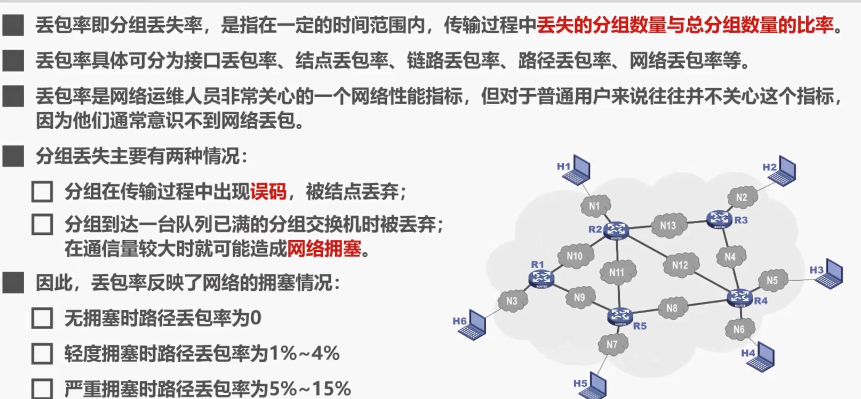 丢包率即分组丢失率，是指在一定的时间范围内，传输过程中丢失的分组数量与总分组数量的比率。
丢包率具体可分为接口丢包率、结点丢包率、链路丢包率、路径丢包率、网络丢包率等。
丢包率是网络运维人员非常关心的一个网络性能指标，但对于普通用户来说往往并不关心这个指标，
因为他们通常意识不到网络丢包。
分组丢失主要有两种情况：
分组在传输过程中出现误码，被结点丢弃；
分组到达一台队列已满的分组交换机时被丢弃；
在通信量较大时就可能造成网络拥塞。
因此，丢包率反映了网络的拥塞情况：
无拥塞时路径丢包率为0
轻度拥塞时路径丢包率为1%~4%
严重拥塞时路径丢包率为5%~15%
H1
H2
N1
N2
R2
N13
R3
N10
N12
N4
R1
N11
N5
H3
N3
N9
N8
R4
H6
R5
N6
N7
H4
H5